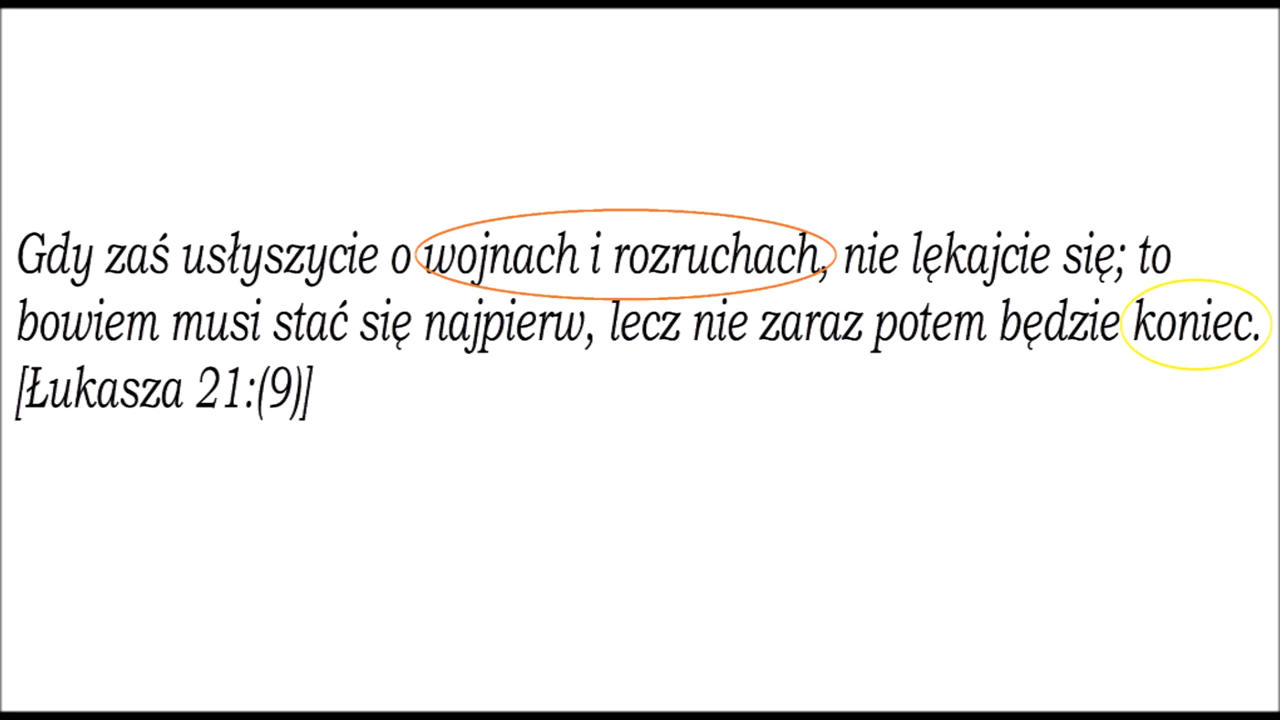 Gdy zaś usłyszycie o wojnach i rozruchach, nie lękajcie się; to
bowiem musi stać się najpierw, lecz nie zaraz potem będzie koniec.
[Łukasza 21:(9)]